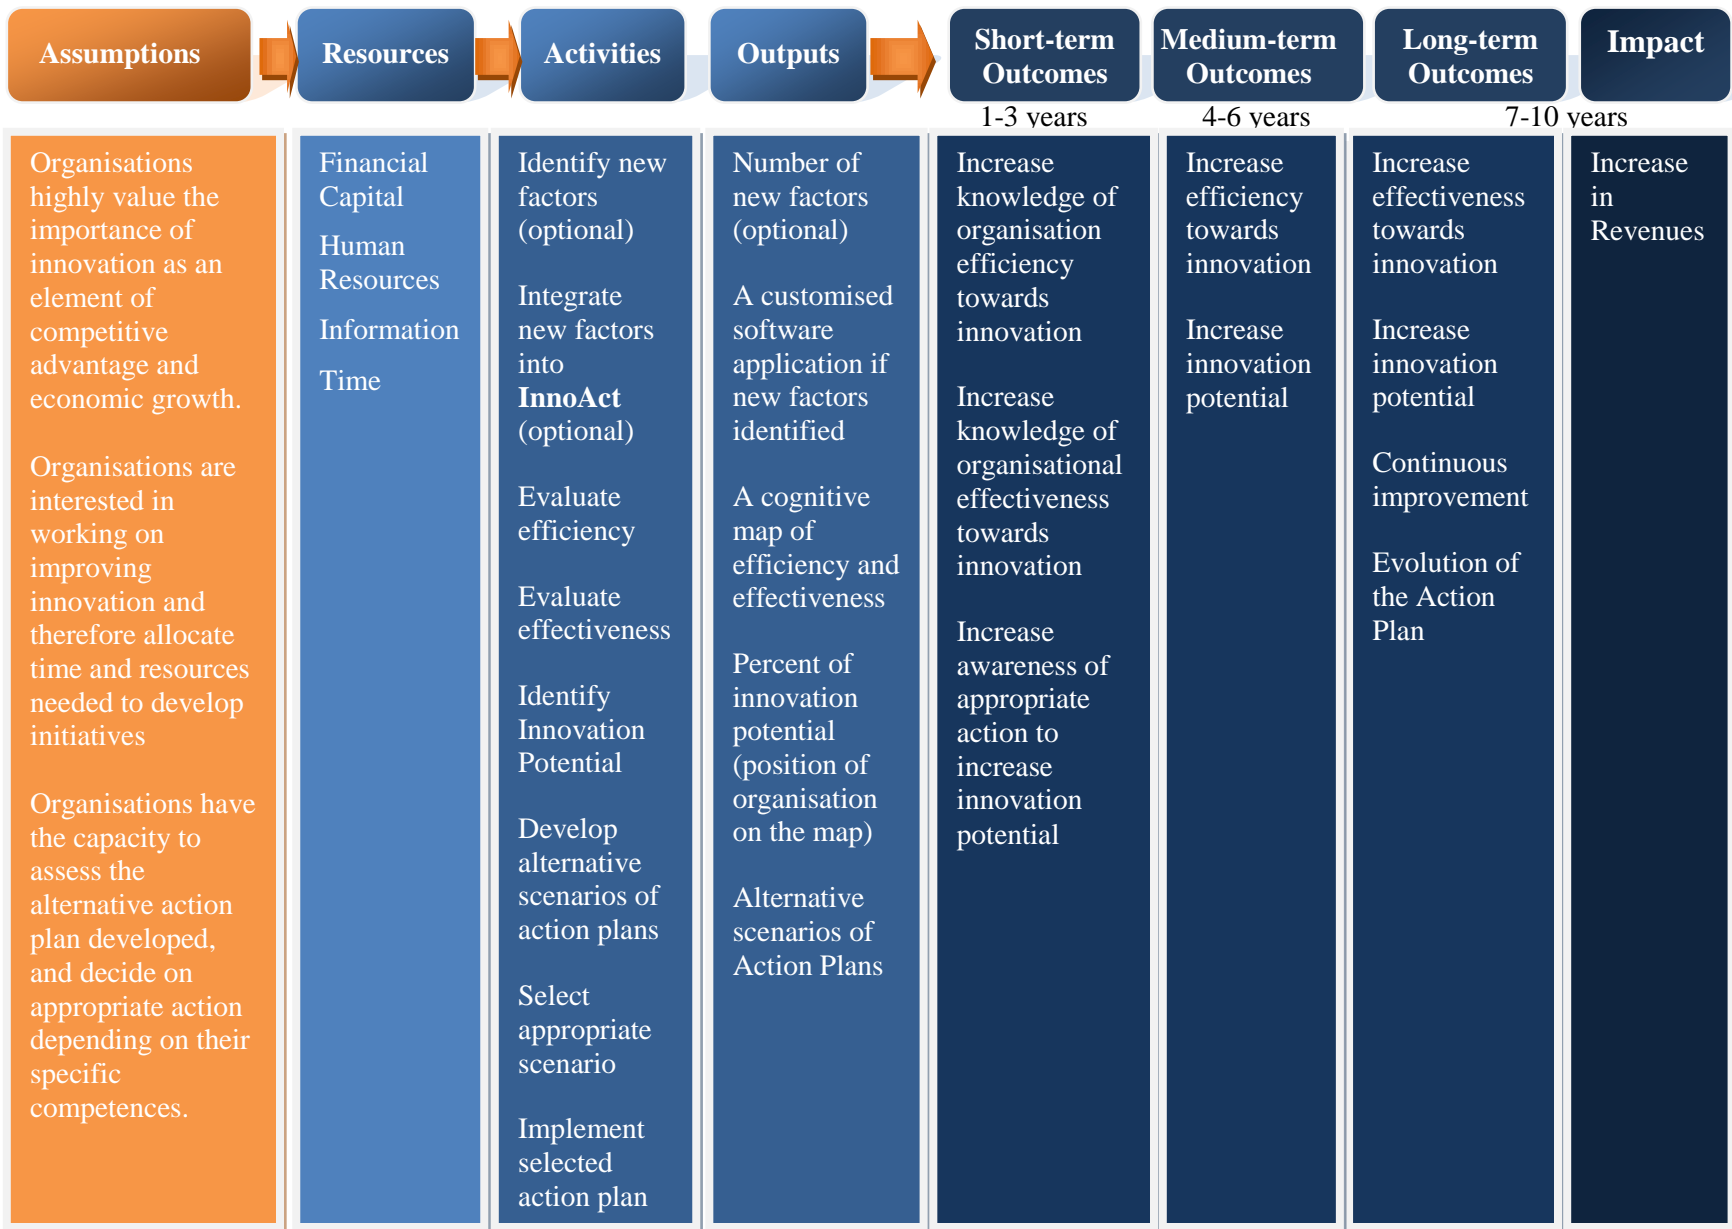 Assumptions
Resources
Activities
Outputs
Short-term
Outcomes
Medium-term
Outcomes
Long-term
Outcomes
Impact
1-3 years
4-6 years
7-10 years
Organisations
highly value the
importance of
innovation as an
element of
competitive
advantage and
economic growth.
Organisations are
interested in
working on
improving
innovation and
therefore allocate
time and resources
needed to develop
initiatives
Organisations have
the capacity to
assess the
alternative action
plan developed,
and decide on
appropriate action
depending on their
specific
competences.
Financial
Capital
Human
Resources
Information
Time
Identify new
factors
(optional)
Integrate
new factors
into
InnoAct
(optional)
Evaluate
efficiency
Evaluate
effectiveness
Identify
Innovation
Potential
Develop
alternative
scenarios of
action plans
Select
appropriate
scenario
Implement
selected
action plan
Number of
new factors
(optional)
A customised
software
application if
new factors
identified
A cognitive
map of
efficiency and
effectiveness
Percent of
innovation
potential
(position of
organisation
on the map)
Alternative
scenarios of
Action Plans
Increase
knowledge of
organisation
efficiency
towards
innovation
Increase
knowledge of
organisational
effectiveness
towards
innovation
Increase
awareness of
appropriate
action to
increase
innovation
potential
Increase
efficiency
towards
innovation
Increase
innovation
potential
Increase
effectiveness
towards
innovation
Increase
innovation
potential
Continuous
improvement
Evolution of
the Action
Plan
Increase
in
Revenues